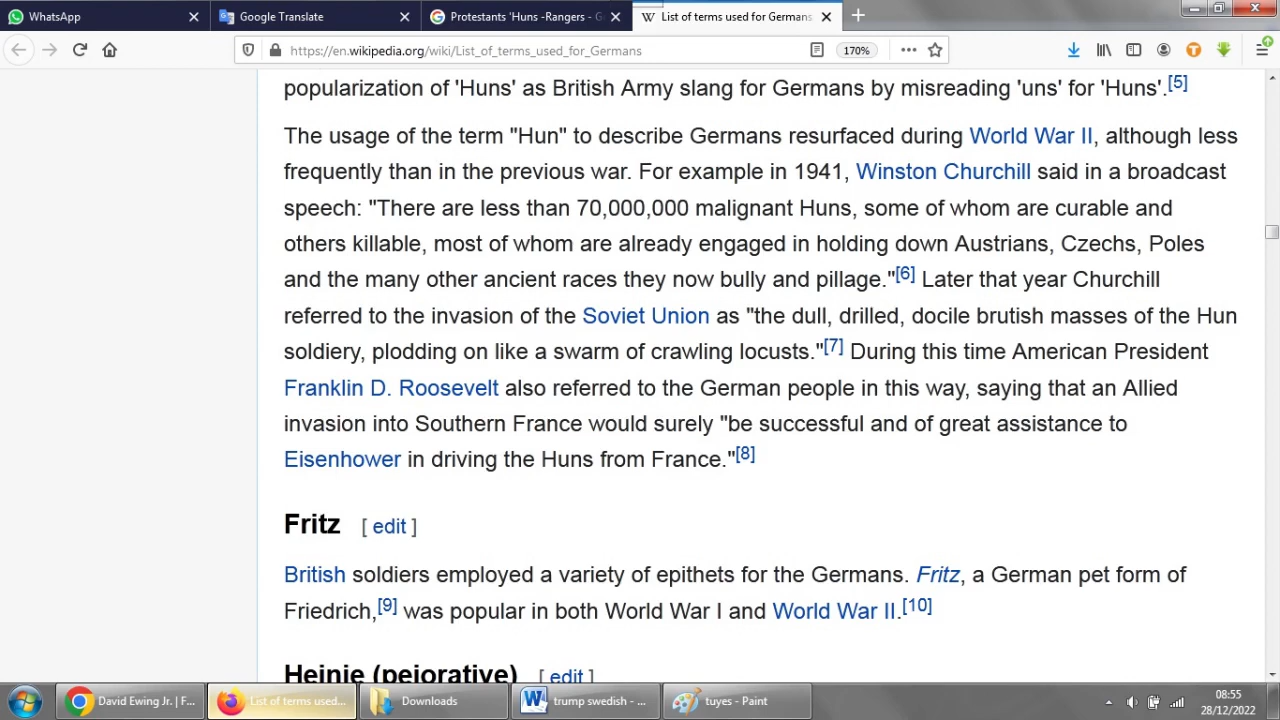 WhatsApp
Google Translate
Protestants 'Huns -Rangers - G
List of terms used for Germans
https://en.wikipedia.org/wiki/List_of_terms_used_for_Germans
170%
popularization of 'Huns' as British Army slang for Germans by misreading 'uns' for 'Huns'.[5]
The usage of the term "Hun" to describe Germans resurfaced during World War II, although less
frequently than in the previous war. For example in 1941, Winston Churchill said in a broadcast
speech: "There are less than 70,000,000 malignant Huns, some of whom are curable and
others killable, most of whom are already engaged in holding down Austrians, Czechs, Poles
and the many other ancient races they now bully and pillage."[6] Later that year Churchill
referred to the invasion of the Soviet Union as "the dull, drilled, docile brutish masses of the Hun
soldiery, plodding on like a swarm of crawling locusts."[7] During this time American President
Franklin D. Roosevelt also referred to the German people in this way, saying that an Allied
invasion into Southern France would surely "be successful and of great assistance to
Eisenhower in driving the Huns from France."[8]
Fritz [ edit ]
British soldiers employed a variety of epithets for the Germans. Fritz, a German pet form of
Friedrich,[9] was popular in both World War I and World War II.[10]
Heinie (pejorative) [ edit ]
David Ewing Jr. | F...
List of terms used...
Downloads
trump swedish - ...
tuyes - Paint
08:55
28/12/2022